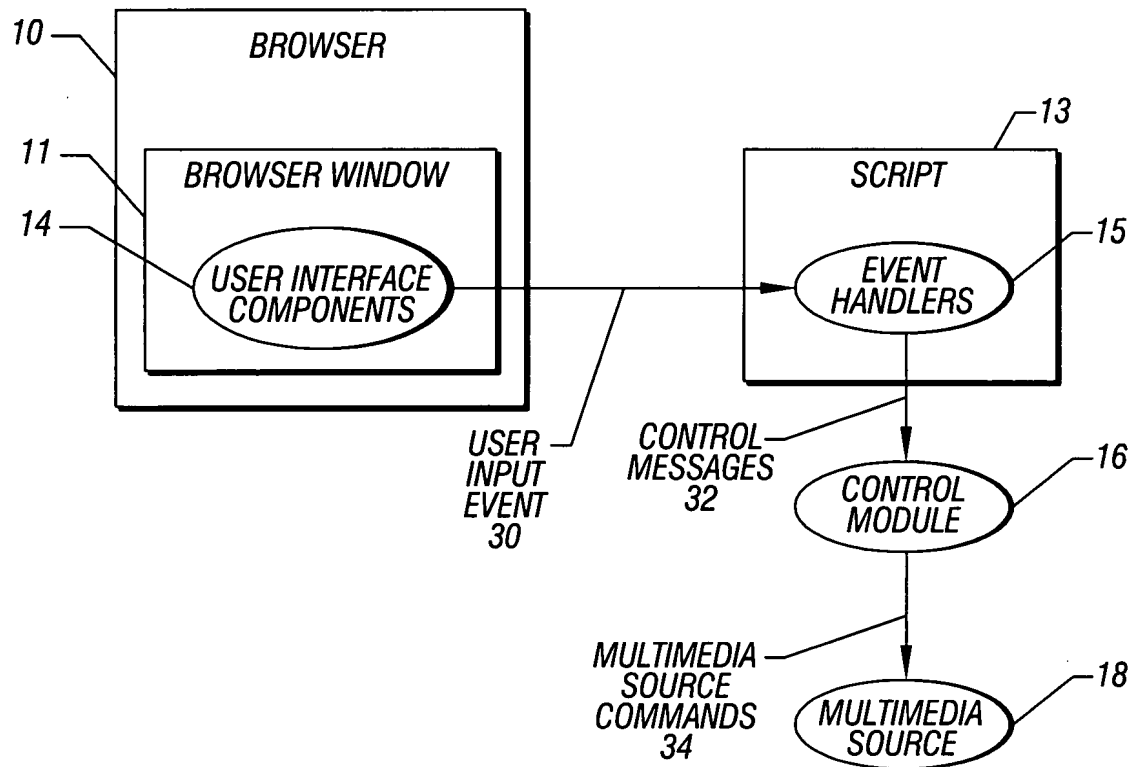 10
BROWSER
11
BROWSER WINDOW
14
USER INTERFACE
COMPONENTS
13
SCRIPT
15
EVENT
HANDLERS
USER
INPUT
EVENT
30
CONTROL
MESSAGES
32
16
CONTROL
MODULE
MULTIMEDIA
SOURCE
COMMANDS
34
18
MULTIMEDIA
SOURCE